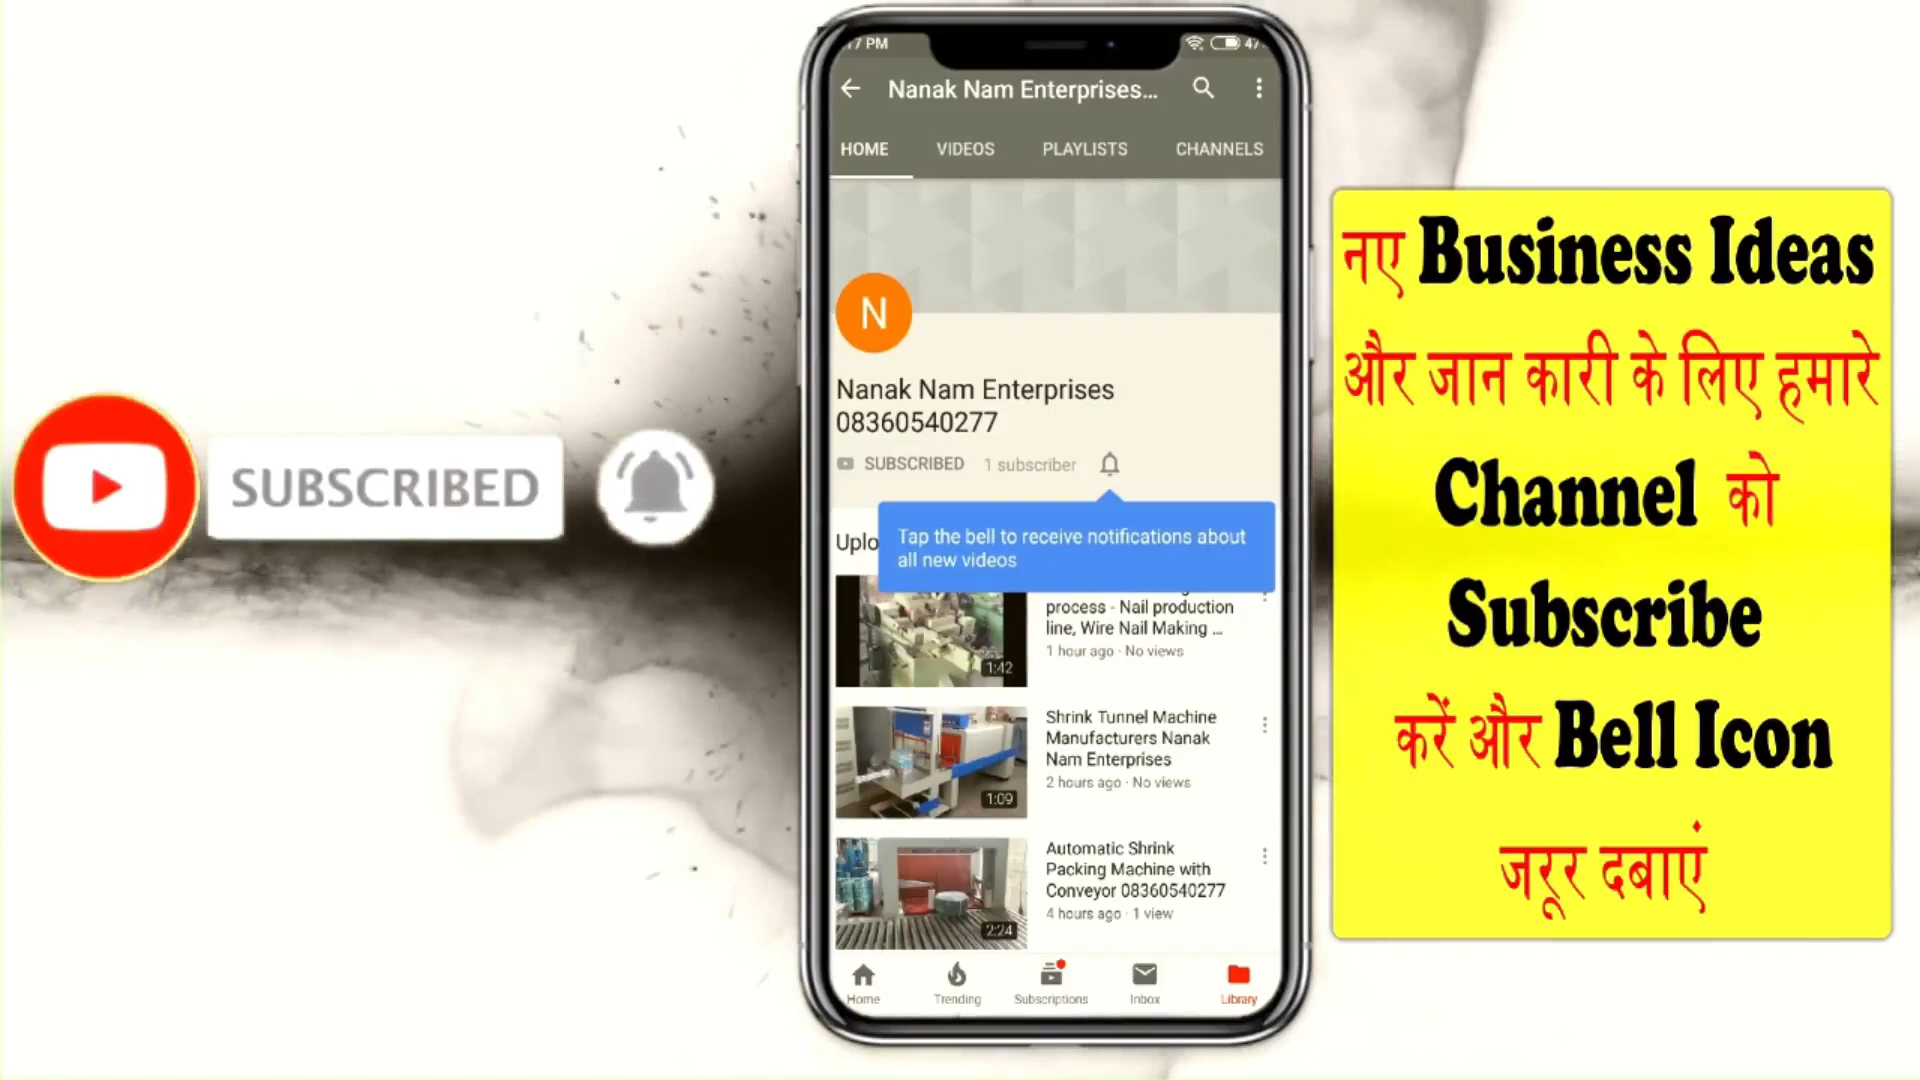 SUBSCRIBED
17 PM
47
Nanak Nam Enterprises...
HOME VIDEOS PLAYLISTS CHANNELS
N
Nanak Nam Enterprises
08360540277
SUBSCRIBED 1 subscriber
Tap the bell to receive notifications about
all new videos
Uplo
process - Nail production
line, Wire Nail Making ...
1 hour ago · No views
1:42
Shrink Tunnel Machine
Manufacturers Nanak
Nam Enterprises
2 hours ago · No views
1:09
Automatic Shrink
Packing Machine with
Conveyor 08360540277
4 hours ago · 1 view
2:24
Home Trending Subscriptions Inbox Library
नए Business Ideas
और जान कारी के लिए हमारे
Channel को
Subscribe
करें और Bell Icon
जरूर दबाएं